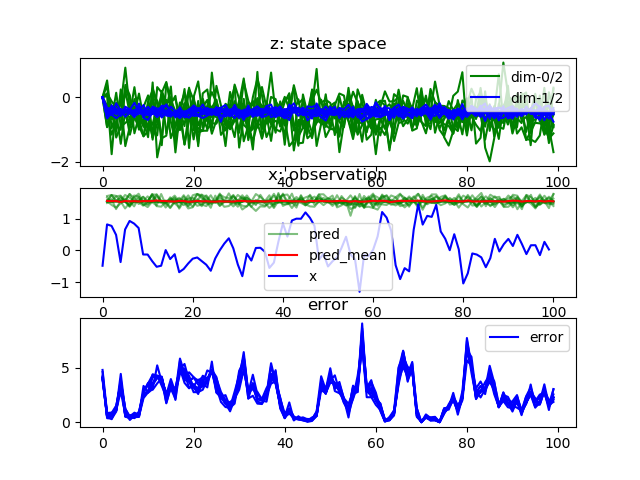 z: state space
0
−2
dim-0/2
dim-1/2
0 20 40 60 80 100
x: observation
1
0
−1
pred
pred_mean
x
0 20 40 60 80 100
error
5
0
error
0 20 40 60 80 100